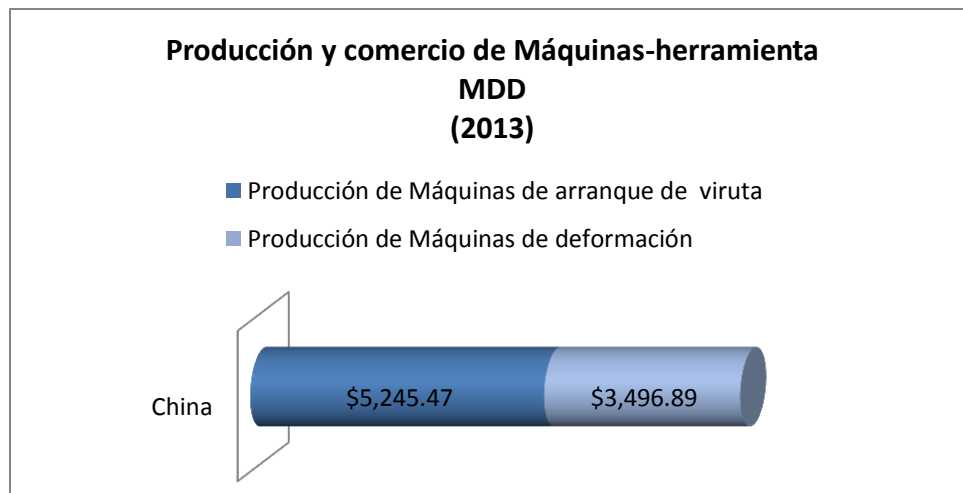 Producción y comercio de Máquinas-herramienta
MDD
(2013)
Producción de Máquinas de arranque de viruta
Producción de Máquinas de deformación
$5,245.47 $3,496.89
China